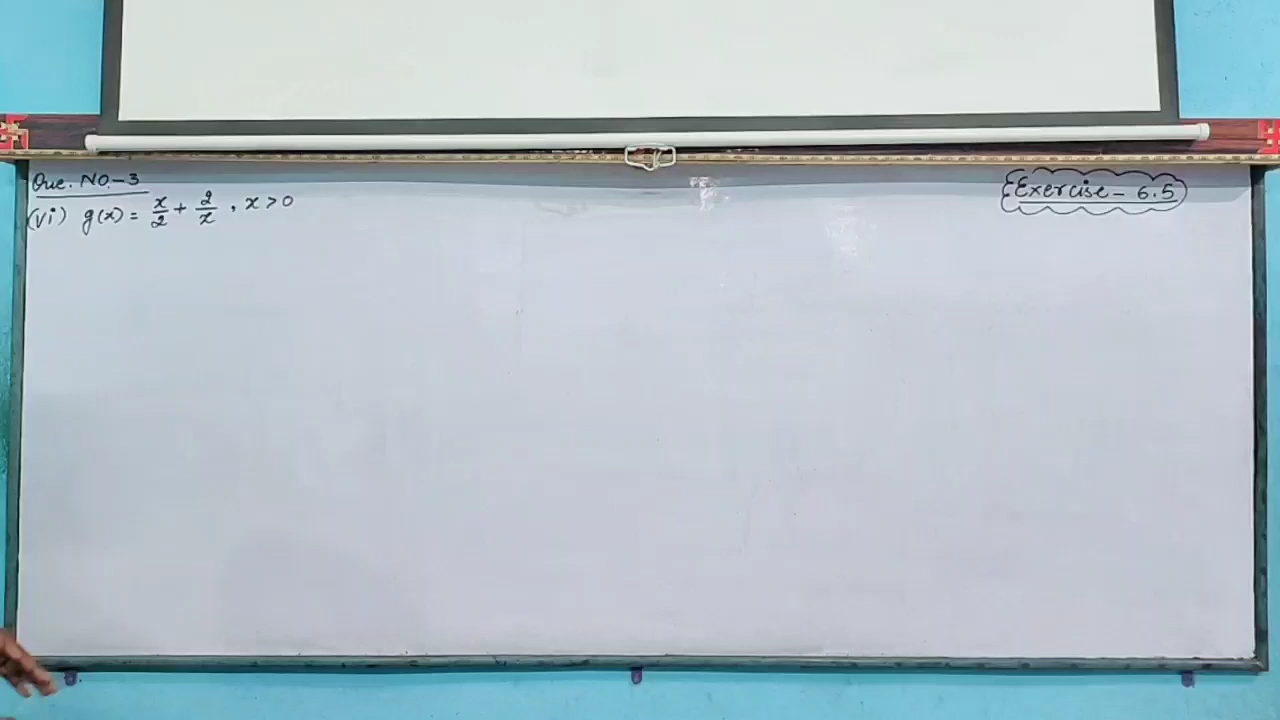 Que. No.-3
(vi) g(x) = x/2 + 2/x , x > 0
Exercise - 6.5